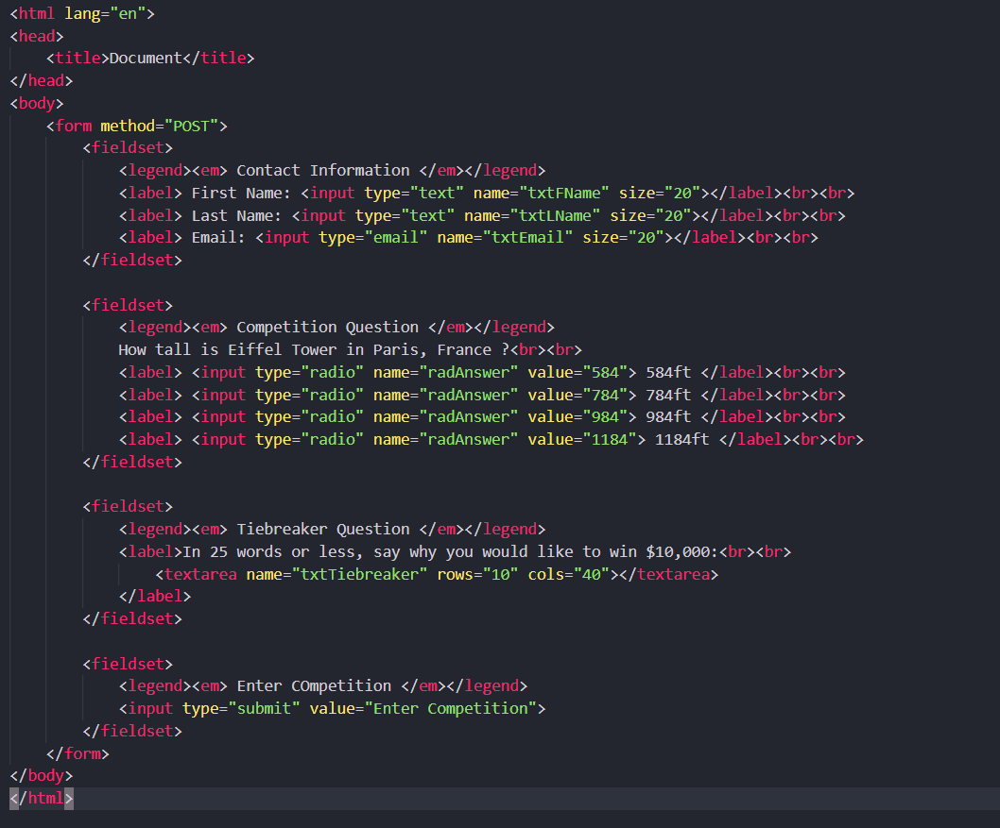 <html lang="en">
<head>
    <title>Document</title>
</head>
<body>
    <form method="POST">
        <fieldset>
            <legend><em> Contact Information </em></legend>
            <label> First Name: <input type="text" name="txtFName" size="20"></label><br><br>
            <label> Last Name: <input type="text" name="txtLName" size="20"></label><br><br>
            <label> Email: <input type="email" name="txtEmail" size="20"></label><br><br>
        </fieldset>

        <fieldset>
            <legend><em> Competition Question </em></legend>
            How tall is Eiffel Tower in Paris, France ?<br><br>
            <label> <input type="radio" name="radAnswer" value="584"> 584ft </label><br><br>
            <label> <input type="radio" name="radAnswer" value="784"> 784ft </label><br><br>
            <label> <input type="radio" name="radAnswer" value="984"> 984ft </label><br><br>
            <label> <input type="radio" name="radAnswer" value="1184"> 1184ft </label><br><br>
        </fieldset>

        <fieldset>
            <legend><em> Tiebreaker Question </em></legend>
            <label>In 25 words or less, say why you would like to win $10,000:<br><br>
                <textarea name="txtTiebreaker" rows="10" cols="40"></textarea>
            </label>
        </fieldset>

        <fieldset>
            <legend><em> Enter COmpetition </em></legend>
            <input type="submit" value="Enter Competition">
        </fieldset>
    </form>
</body>
</html>